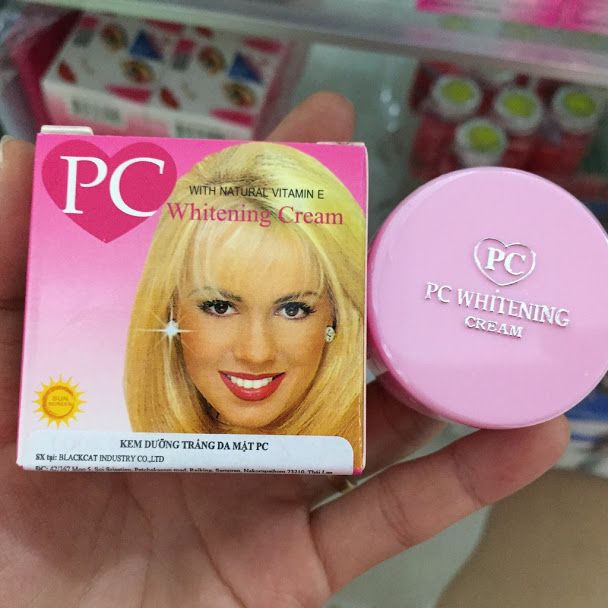 PC
WITH NATURAL VITAMIN E
Whitening Cream
SUN
KEM DƯỠNG TRẮNG DA MẶT PC
SX tại: BLACKCAT INDUSTRY CO.,LTD
PC
PC WHITENING
CREAM